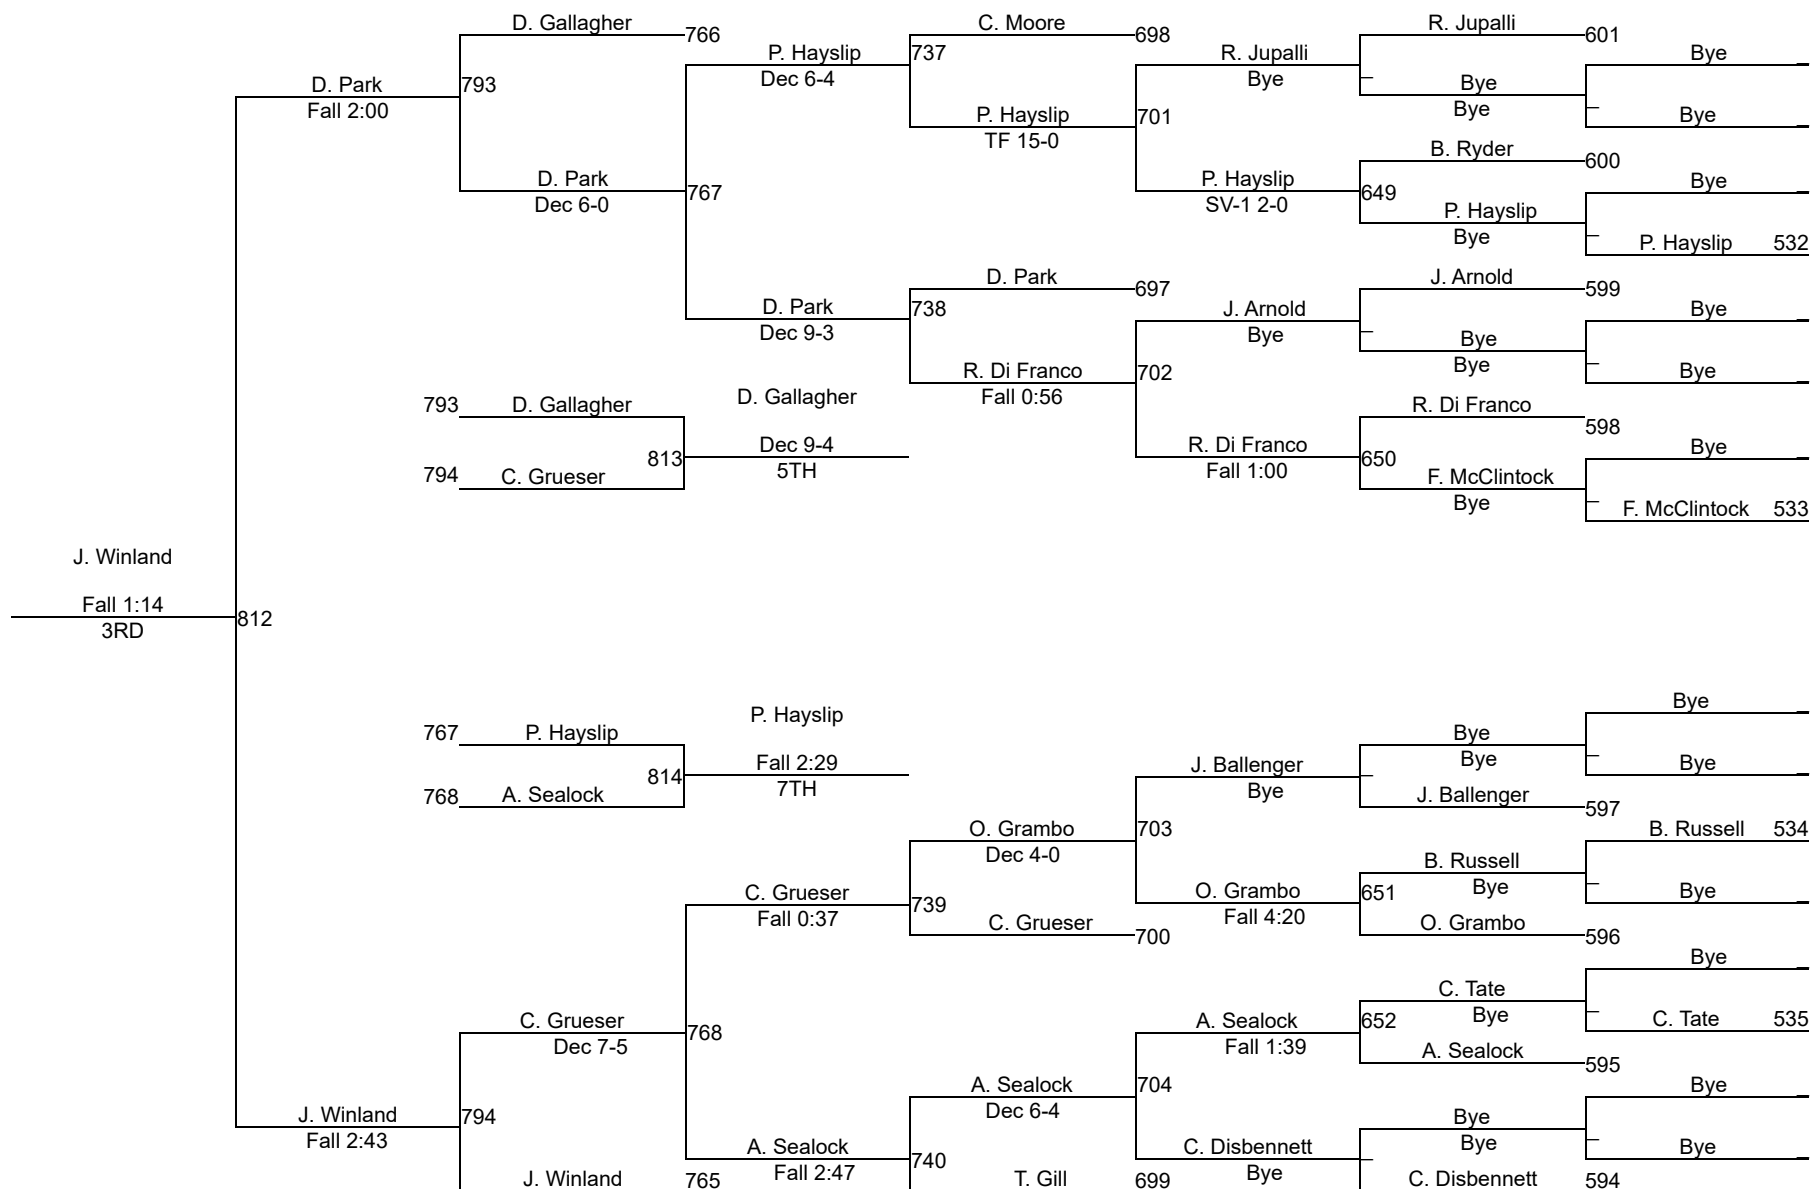 D. Gallagher 766
C. Moore 698
R. Jupalli 601
P. Hayslip 737
Dec 6-4
R. Jupalli
Bye
Bye
D. Park 793
Fall 2:00
Bye
Bye
P. Hayslip 701
TF 15-0
Bye
B. Ryder 600
D. Park 767
Dec 6-0
P. Hayslip 649
SV-1 2-0
Bye
P. Hayslip
Bye
P. Hayslip 532
D. Park 697
J. Arnold 599
D. Park 738
Dec 9-3
J. Arnold
Bye
Bye
Bye
Bye
R. Di Franco 702
Fall 0:56
Bye
D. Gallagher
793 D. Gallagher
R. Di Franco 598
813 Dec 9-4
5TH
R. Di Franco 650
Fall 1:00
Bye
794 C. Grueser
F. McClintock
Bye
F. McClintock 533
J. Winland
Fall 1:14
3RD
812
Bye
P. Hayslip
767 P. Hayslip
Bye
Bye
814 Fall 2:29
7TH
J. Ballenger
Bye
Bye
768 A. Sealock
J. Ballenger 597
O. Grambo 703
Dec 4-0
B. Russell 534
B. Russell
Bye
C. Grueser 739
Fall 0:37
O. Grambo 651
Fall 4:20
Bye
C. Grueser 700
O. Grambo 596
Bye
C. Tate
Bye
C. Grueser 768
Dec 7-5
A. Sealock 652
Fall 1:39
C. Tate 535
A. Sealock 595
A. Sealock 704
Dec 6-4
Bye
J. Winland 794
Fall 2:43
Bye
Bye
A. Sealock 740
Fall 2:47
C. Disbennett
Bye
Bye
J. Winland 765
T. Gill 699
C. Disbennett 594